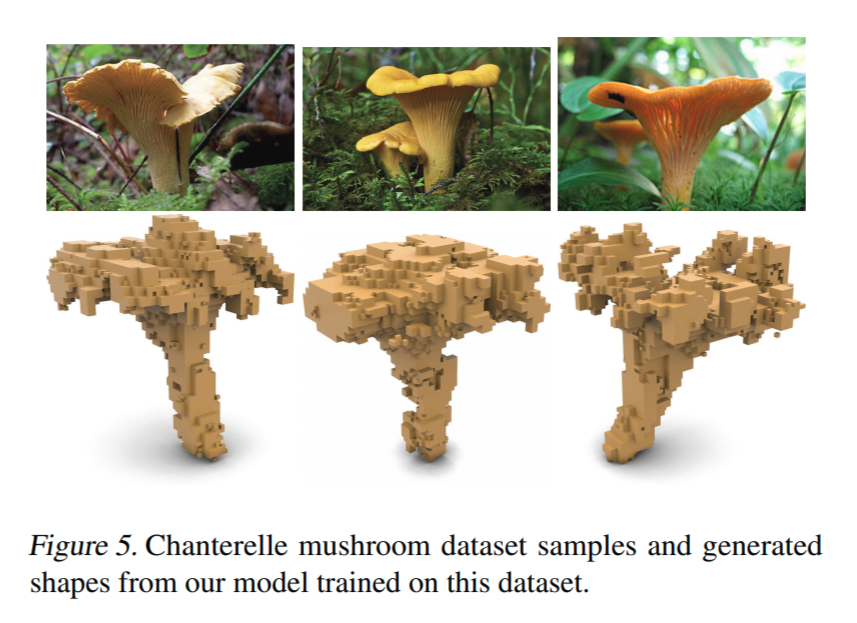 Figure 5. Chanterelle mushroom dataset samples and generated
shapes from our model trained on this dataset.